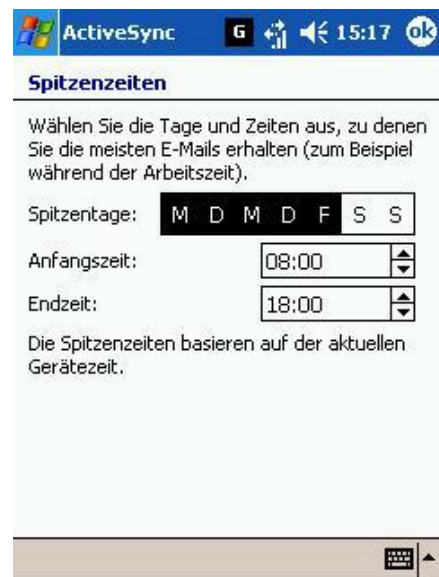 ActiveSync G 15:17 ok
Spitzenzeiten
Wählen Sie die Tage und Zeiten aus, zu denen
Sie die meisten E-Mails erhalten (zum Beispiel
während der Arbeitszeit).
Spitzentage: M D M D F S S
Anfangszeit: 08:00
Endzeit: 18:00
Die Spitzenzeiten basieren auf der aktuellen
Gerätezeit.